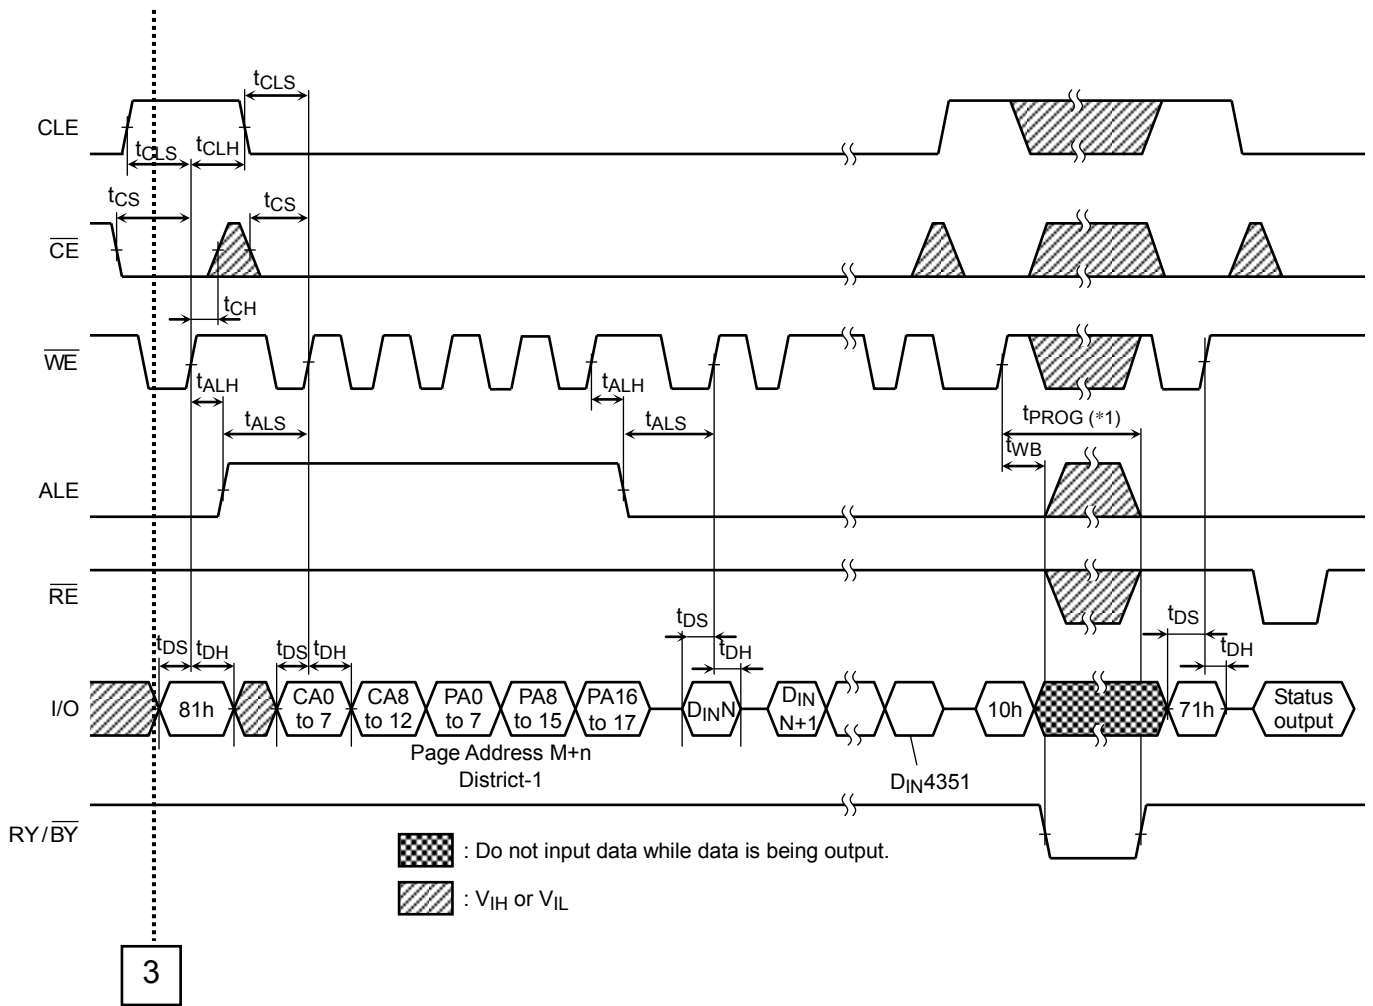 tCLS
CLE
tCLS tCLH
tCS tCS
CE
tCH
WE
tALH tALH
tALS tALS tPROG (*1)
tWB
ALE
RE
tDS tDH tDS tDH tDS tDH tDS tDH
I/O 81h CA0 to 7 CA8 to 12 PA0 to 7 PA8 to 15 PA16 to 17 DINN DIN N+1 10h 71h Status output
Page Address M+n
District-1
DIN4351
RY/BY
: Do not input data while data is being output.
: VIH or VIL
3